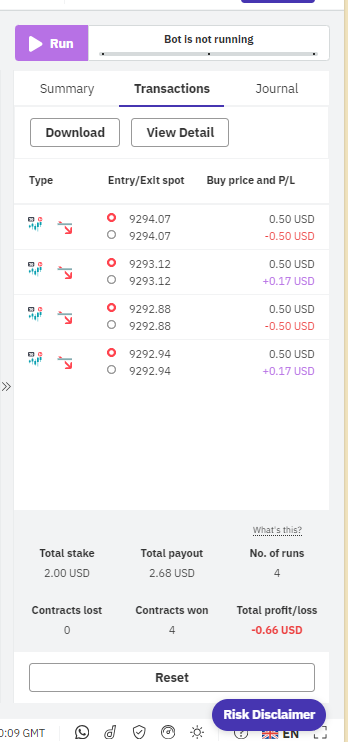 Run
Bot is not running
Summary Transactions Journal
Download View Detail
Type Entry/Exit spot Buy price and P/L
9294.07 0.50 USD
9294.07 -0.50 USD
9293.12 0.50 USD
9293.12 +0.17 USD
9292.88 0.50 USD
9292.88 -0.50 USD
9292.94 0.50 USD
9292.94 +0.17 USD
What's this?
Total stake Total payout No. of runs
2.00 USD 2.68 USD 4
Contracts lost Contracts won Total profit/loss
0 4 -0.66 USD
Reset
Risk Disclaimer
0:09 GMT EN